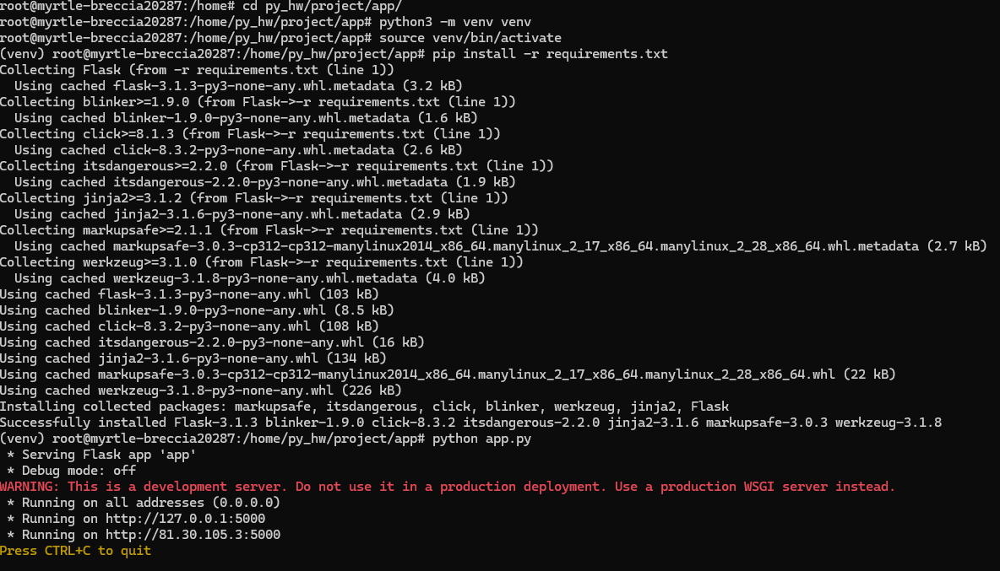 root@myrtle-breccia20287:/home# cd py_hw/project/app/
root@myrtle-breccia20287:/home/py_hw/project/app# python3 -m venv venv
root@myrtle-breccia20287:/home/py_hw/project/app# source venv/bin/activate
(venv) root@myrtle-breccia20287:/home/py_hw/project/app# pip install -r requirements.txt
Collecting Flask (from -r requirements.txt (line 1))
  Using cached flask-3.1.3-py3-none-any.whl.metadata (3.2 kB)
Collecting blinker>=1.9.0 (from Flask->-r requirements.txt (line 1))
  Using cached blinker-1.9.0-py3-none-any.whl.metadata (1.6 kB)
Collecting click>=8.1.3 (from Flask->-r requirements.txt (line 1))
  Using cached click-8.3.2-py3-none-any.whl.metadata (2.6 kB)
Collecting itsdangerous>=2.2.0 (from Flask->-r requirements.txt (line 1))
  Using cached itsdangerous-2.2.0-py3-none-any.whl.metadata (1.9 kB)
Collecting jinja2>=3.1.2 (from Flask->-r requirements.txt (line 1))
  Using cached jinja2-3.1.6-py3-none-any.whl.metadata (2.9 kB)
Collecting markupsafe>=2.1.1 (from Flask->-r requirements.txt (line 1))
  Using cached markupsafe-3.0.3-cp312-cp312-manylinux2014_x86_64.manylinux_2_17_x86_64.manylinux_2_28_x86_64.whl.metadata (2.7 kB)
Collecting werkzeug>=3.1.0 (from Flask->-r requirements.txt (line 1))
  Using cached werkzeug-3.1.8-py3-none-any.whl.metadata (4.0 kB)
Using cached flask-3.1.3-py3-none-any.whl (103 kB)
Using cached blinker-1.9.0-py3-none-any.whl (8.5 kB)
Using cached click-8.3.2-py3-none-any.whl (108 kB)
Using cached itsdangerous-2.2.0-py3-none-any.whl (16 kB)
Using cached jinja2-3.1.6-py3-none-any.whl (134 kB)
Using cached markupsafe-3.0.3-cp312-cp312-manylinux2014_x86_64.manylinux_2_17_x86_64.manylinux_2_28_x86_64.whl (22 kB)
Using cached werkzeug-3.1.8-py3-none-any.whl (226 kB)
Installing collected packages: markupsafe, itsdangerous, click, blinker, werkzeug, jinja2, Flask
Successfully installed Flask-3.1.3 blinker-1.9.0 click-8.3.2 itsdangerous-2.2.0 jinja2-3.1.6 markupsafe-3.0.3 werkzeug-3.1.8
(venv) root@myrtle-breccia20287:/home/py_hw/project/app# python app.py
 * Serving Flask app 'app'
 * Debug mode: off
WARNING: This is a development server. Do not use it in a production deployment. Use a production WSGI server instead.
 * Running on all addresses (0.0.0.0)
 * Running on http://127.0.0.1:5000
 * Running on http://81.30.105.3:5000
Press CTRL+C to quit